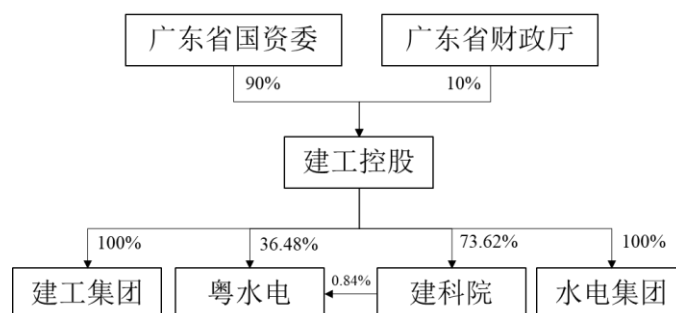 广东省国资委
广东省财政厅
90%
10%
建工控股
100%
36.48%
73.62%
100%
建工集团
粤水电
0.84%
建科院
水电集团